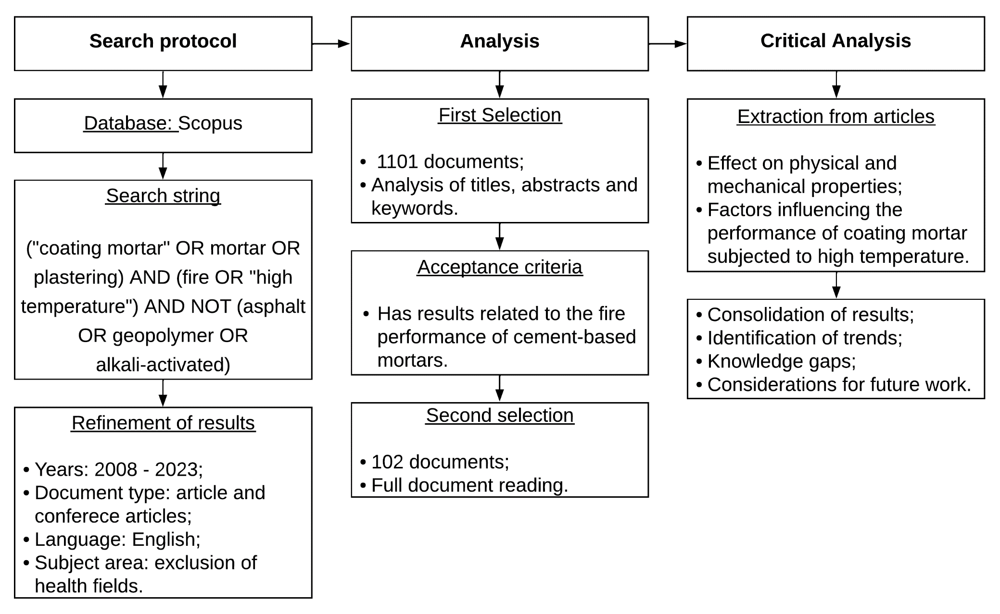 Search protocol
Database: Scopus
Search string
("coating mortar" OR mortar OR
plastering) AND (fire OR "high
temperature") AND NOT (asphalt
OR geopolymer OR
alkali-activated)
Refinement of results
• Years: 2008 - 2023;
• Document type: article and
conferece articles;
• Language: English;
• Subject area: exclusion of
health fields.
Analysis
First Selection
• 1101 documents;
• Analysis of titles, abstracts and
keywords.
Acceptance criteria
• Has results related to the fire
performance of cement-based
mortars.
Second selection
• 102 documents;
• Full document reading.
Critical Analysis
Extraction from articles
• Effect on physical and
mechanical properties;
• Factors influencing the
performance of coating mortar
subjected to high temperature.
• Consolidation of results;
• Identification of trends;
• Knowledge gaps;
• Considerations for future work.